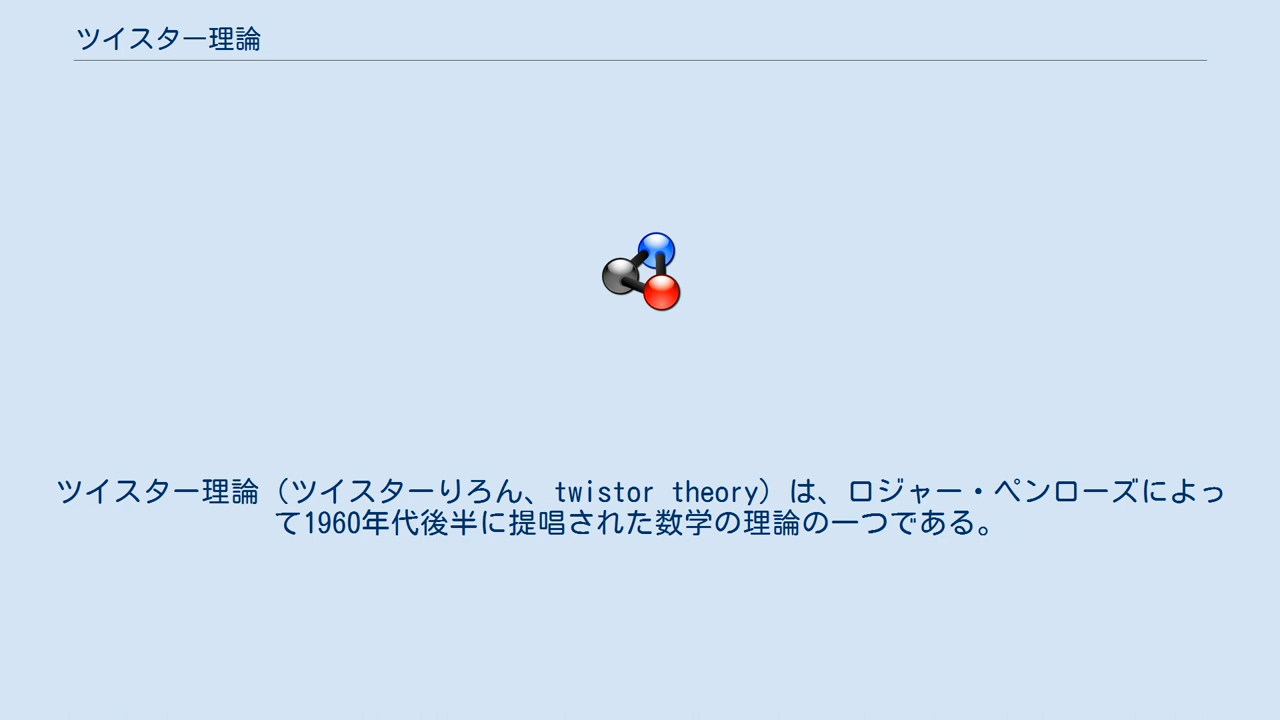 ツイスター理論
ツイスター理論（ツイスターりろん、twistor theory）は、ロジャー・ペンローズによっ
て1960年代後半に提唱された数学の理論の一つである。